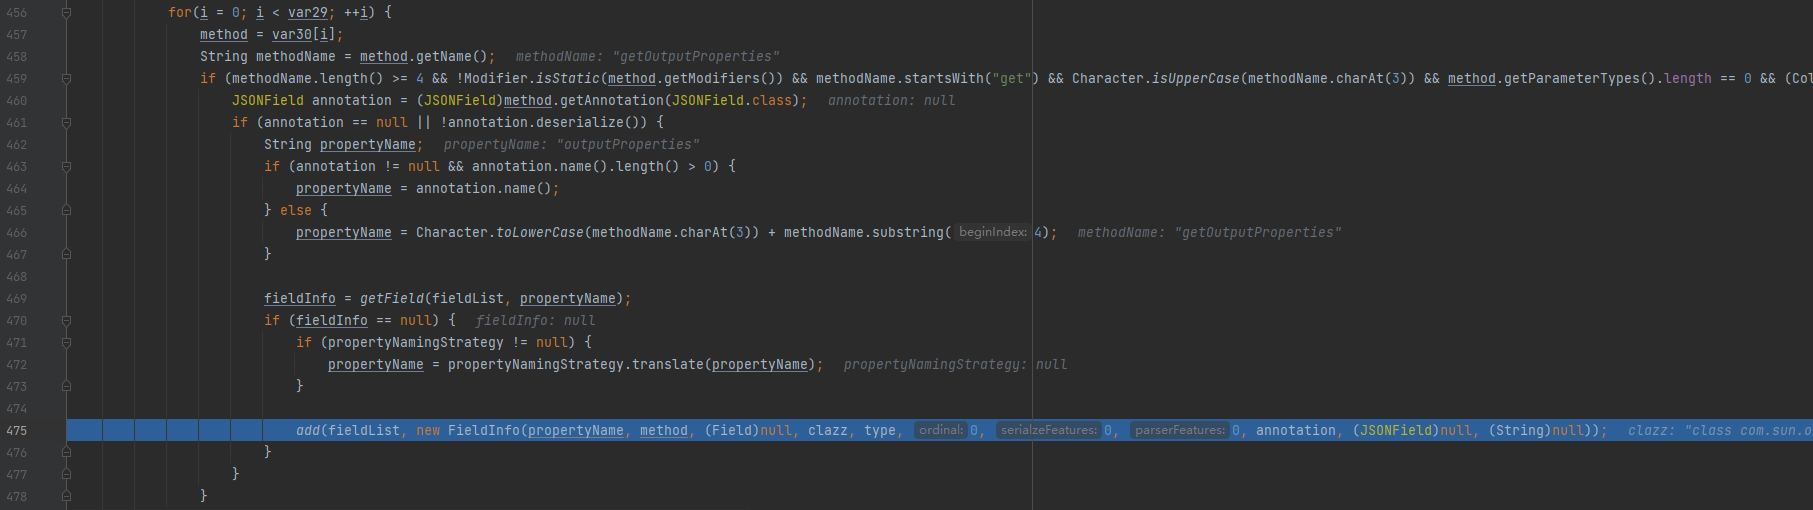 456 for(i = 0; i < var29; ++i) {
457 method = var30[i];
458 String methodName = method.getName(); methodName: "getOutputProperties"
459 if (methodName.length() >= 4 && !Modifier.isStatic(method.getModifiers()) && methodName.startsWith("get") && Character.isUpperCase(methodName.charAt(3)) && method.getParameterTypes().length == 0 && (Col
460 JSONField annotation = (JSONField)method.getAnnotation(JSONField.class); annotation: null
461 if (annotation == null || !annotation.deserialize()) {
462 String propertyName; propertyName: "outputProperties"
463 if (annotation != null && annotation.name().length() > 0) {
464 propertyName = annotation.name();
465 } else {
466 propertyName = Character.toLowerCase(methodName.charAt(3)) + methodName.substring( beginIndex: 4); methodName: "getOutputProperties"
467 }
468
469 fieldInfo = getField(fieldList, propertyName);
470 if (fieldInfo == null) { fieldInfo: null
471 if (propertyNamingStrategy != null) {
472 propertyName = propertyNamingStrategy.translate(propertyName); propertyNamingStrategy: null
473 }
474
475 add(fieldList, new FieldInfo(propertyName, method, (Field)null, clazz, type, ordinal: 0, serialzeFeatures: 0, parserFeatures: 0, annotation, (JSONField)null, (String)null)); clazz: "class com.sun.o
476 }
477 }
478 }